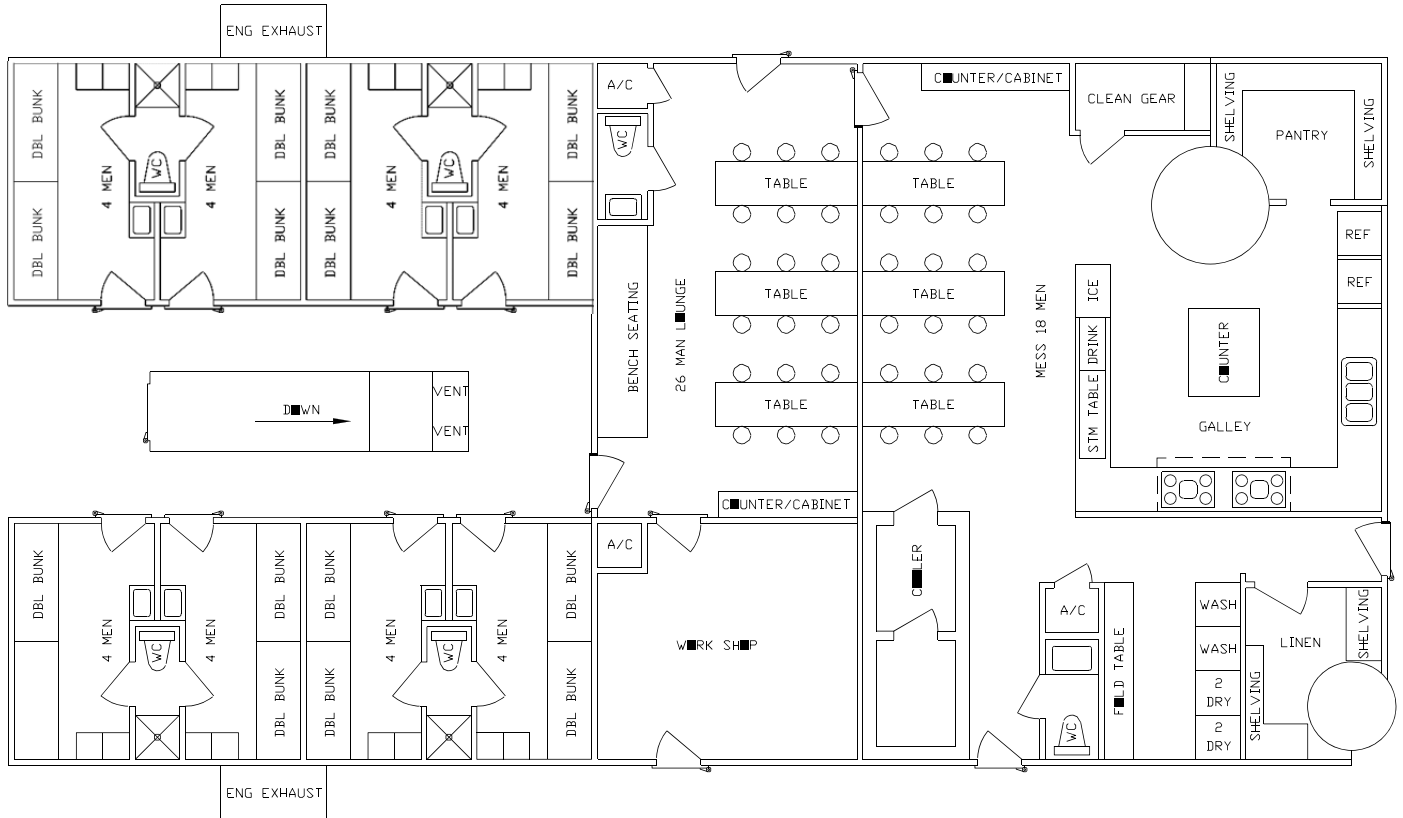 ENG EXHAUST
DBL BUNK
DBL BUNK
DBL BUNK
DBL BUNK
WC
WC
4 MEN
4 MEN
4 MEN
4 MEN
DBL BUNK
DBL BUNK
DBL BUNK
DBL BUNK
A/C
WC
BENCH SEATING
26 MAN LOUNGE
TABLE
TABLE
TABLE
TABLE
TABLE
TABLE
COUNTER/CABINET
MESS 18 MEN
COUNTER/CABINET
CLEAN GEAR
SHELVING
PANTRY
SHELVING
REF
REF
ICE
DRINK
STM TABLE
COUNTER
GALLEY
DOWN
VENT
VENT
DBL BUNK
DBL BUNK
DBL BUNK
DBL BUNK
4 MEN
4 MEN
4 MEN
4 MEN
WC
WC
DBL BUNK
DBL BUNK
DBL BUNK
A/C
WORK SHOP
COOLER
A/C
WC
FOLD TABLE
WASH
WASH
2
DRY
2
DRY
LINEN
SHELVING
SHELVING
ENG EXHAUST